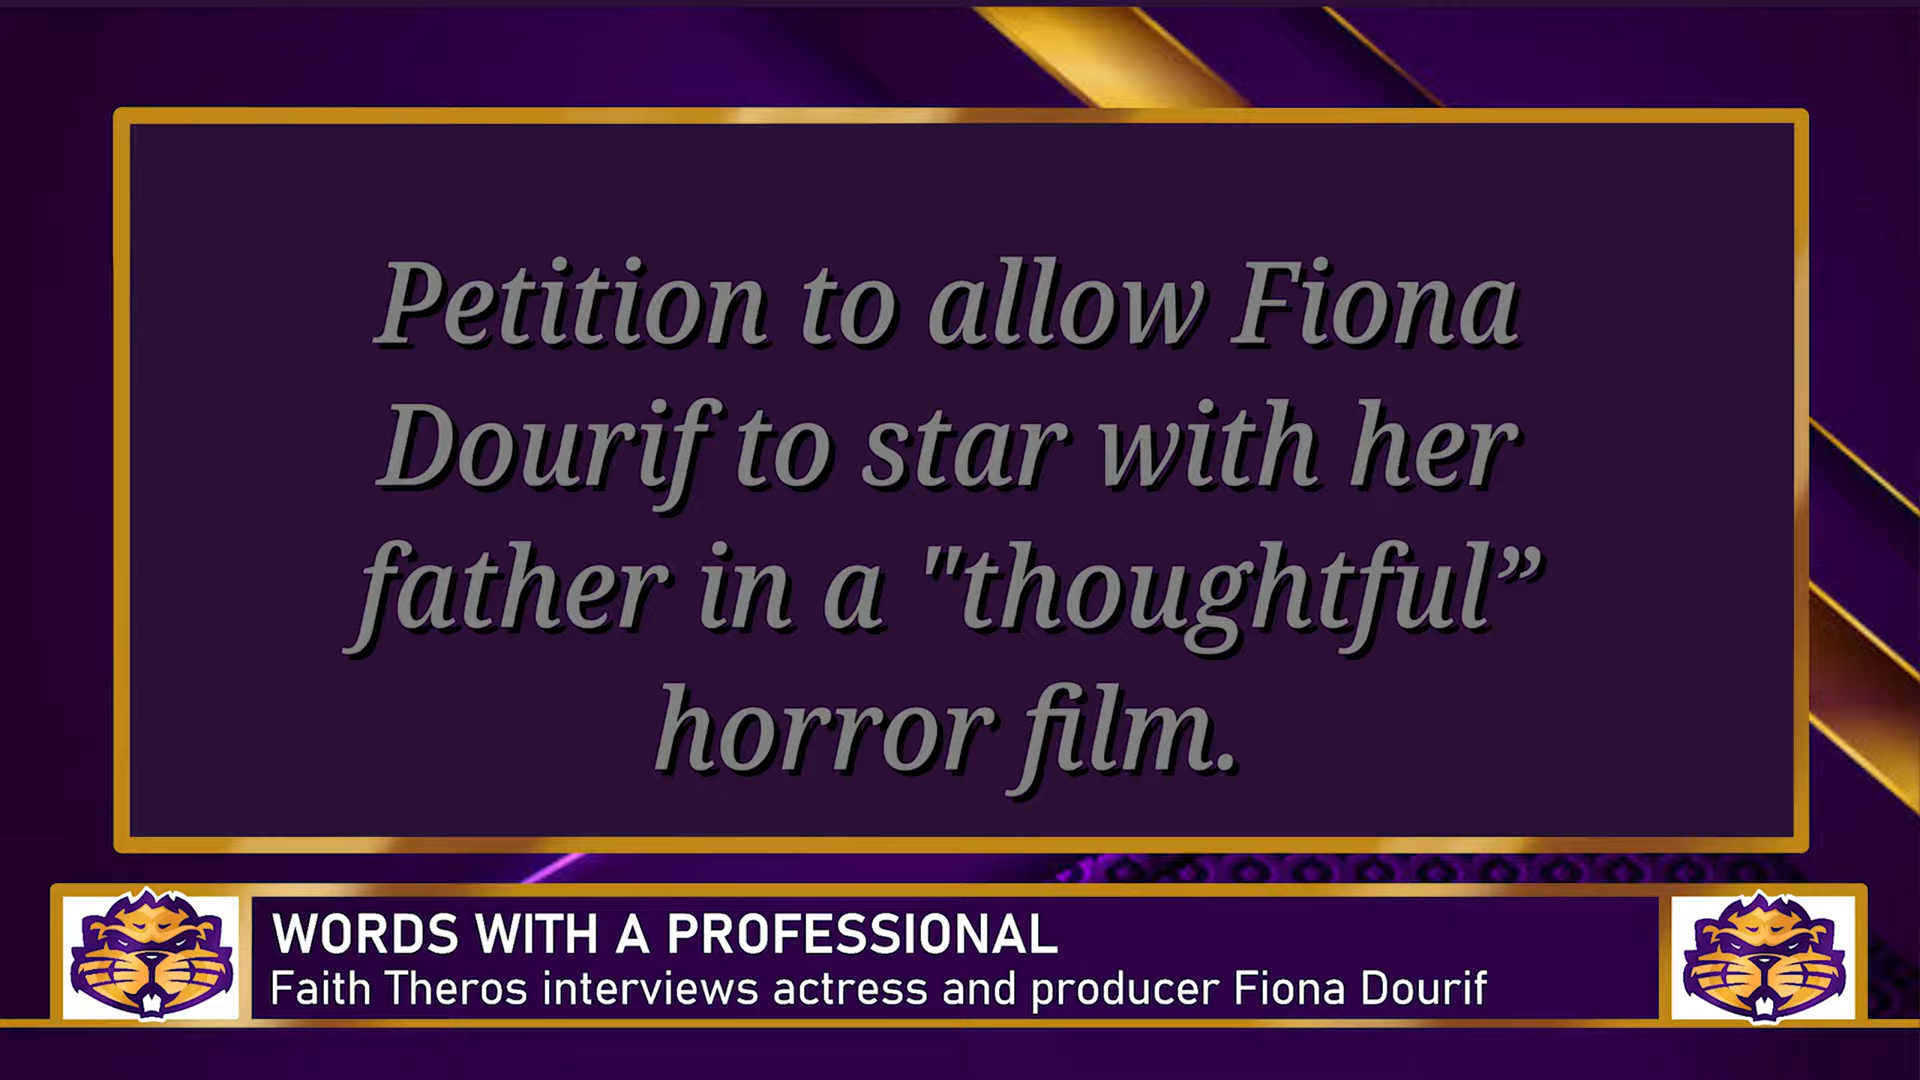 Petition to allow Fiona
Dourif to star with her
father in a "thoughtful”
horror film.
WORDS WITH A PROFESSIONAL
Faith Theros interviews actress and producer Fiona Dourif